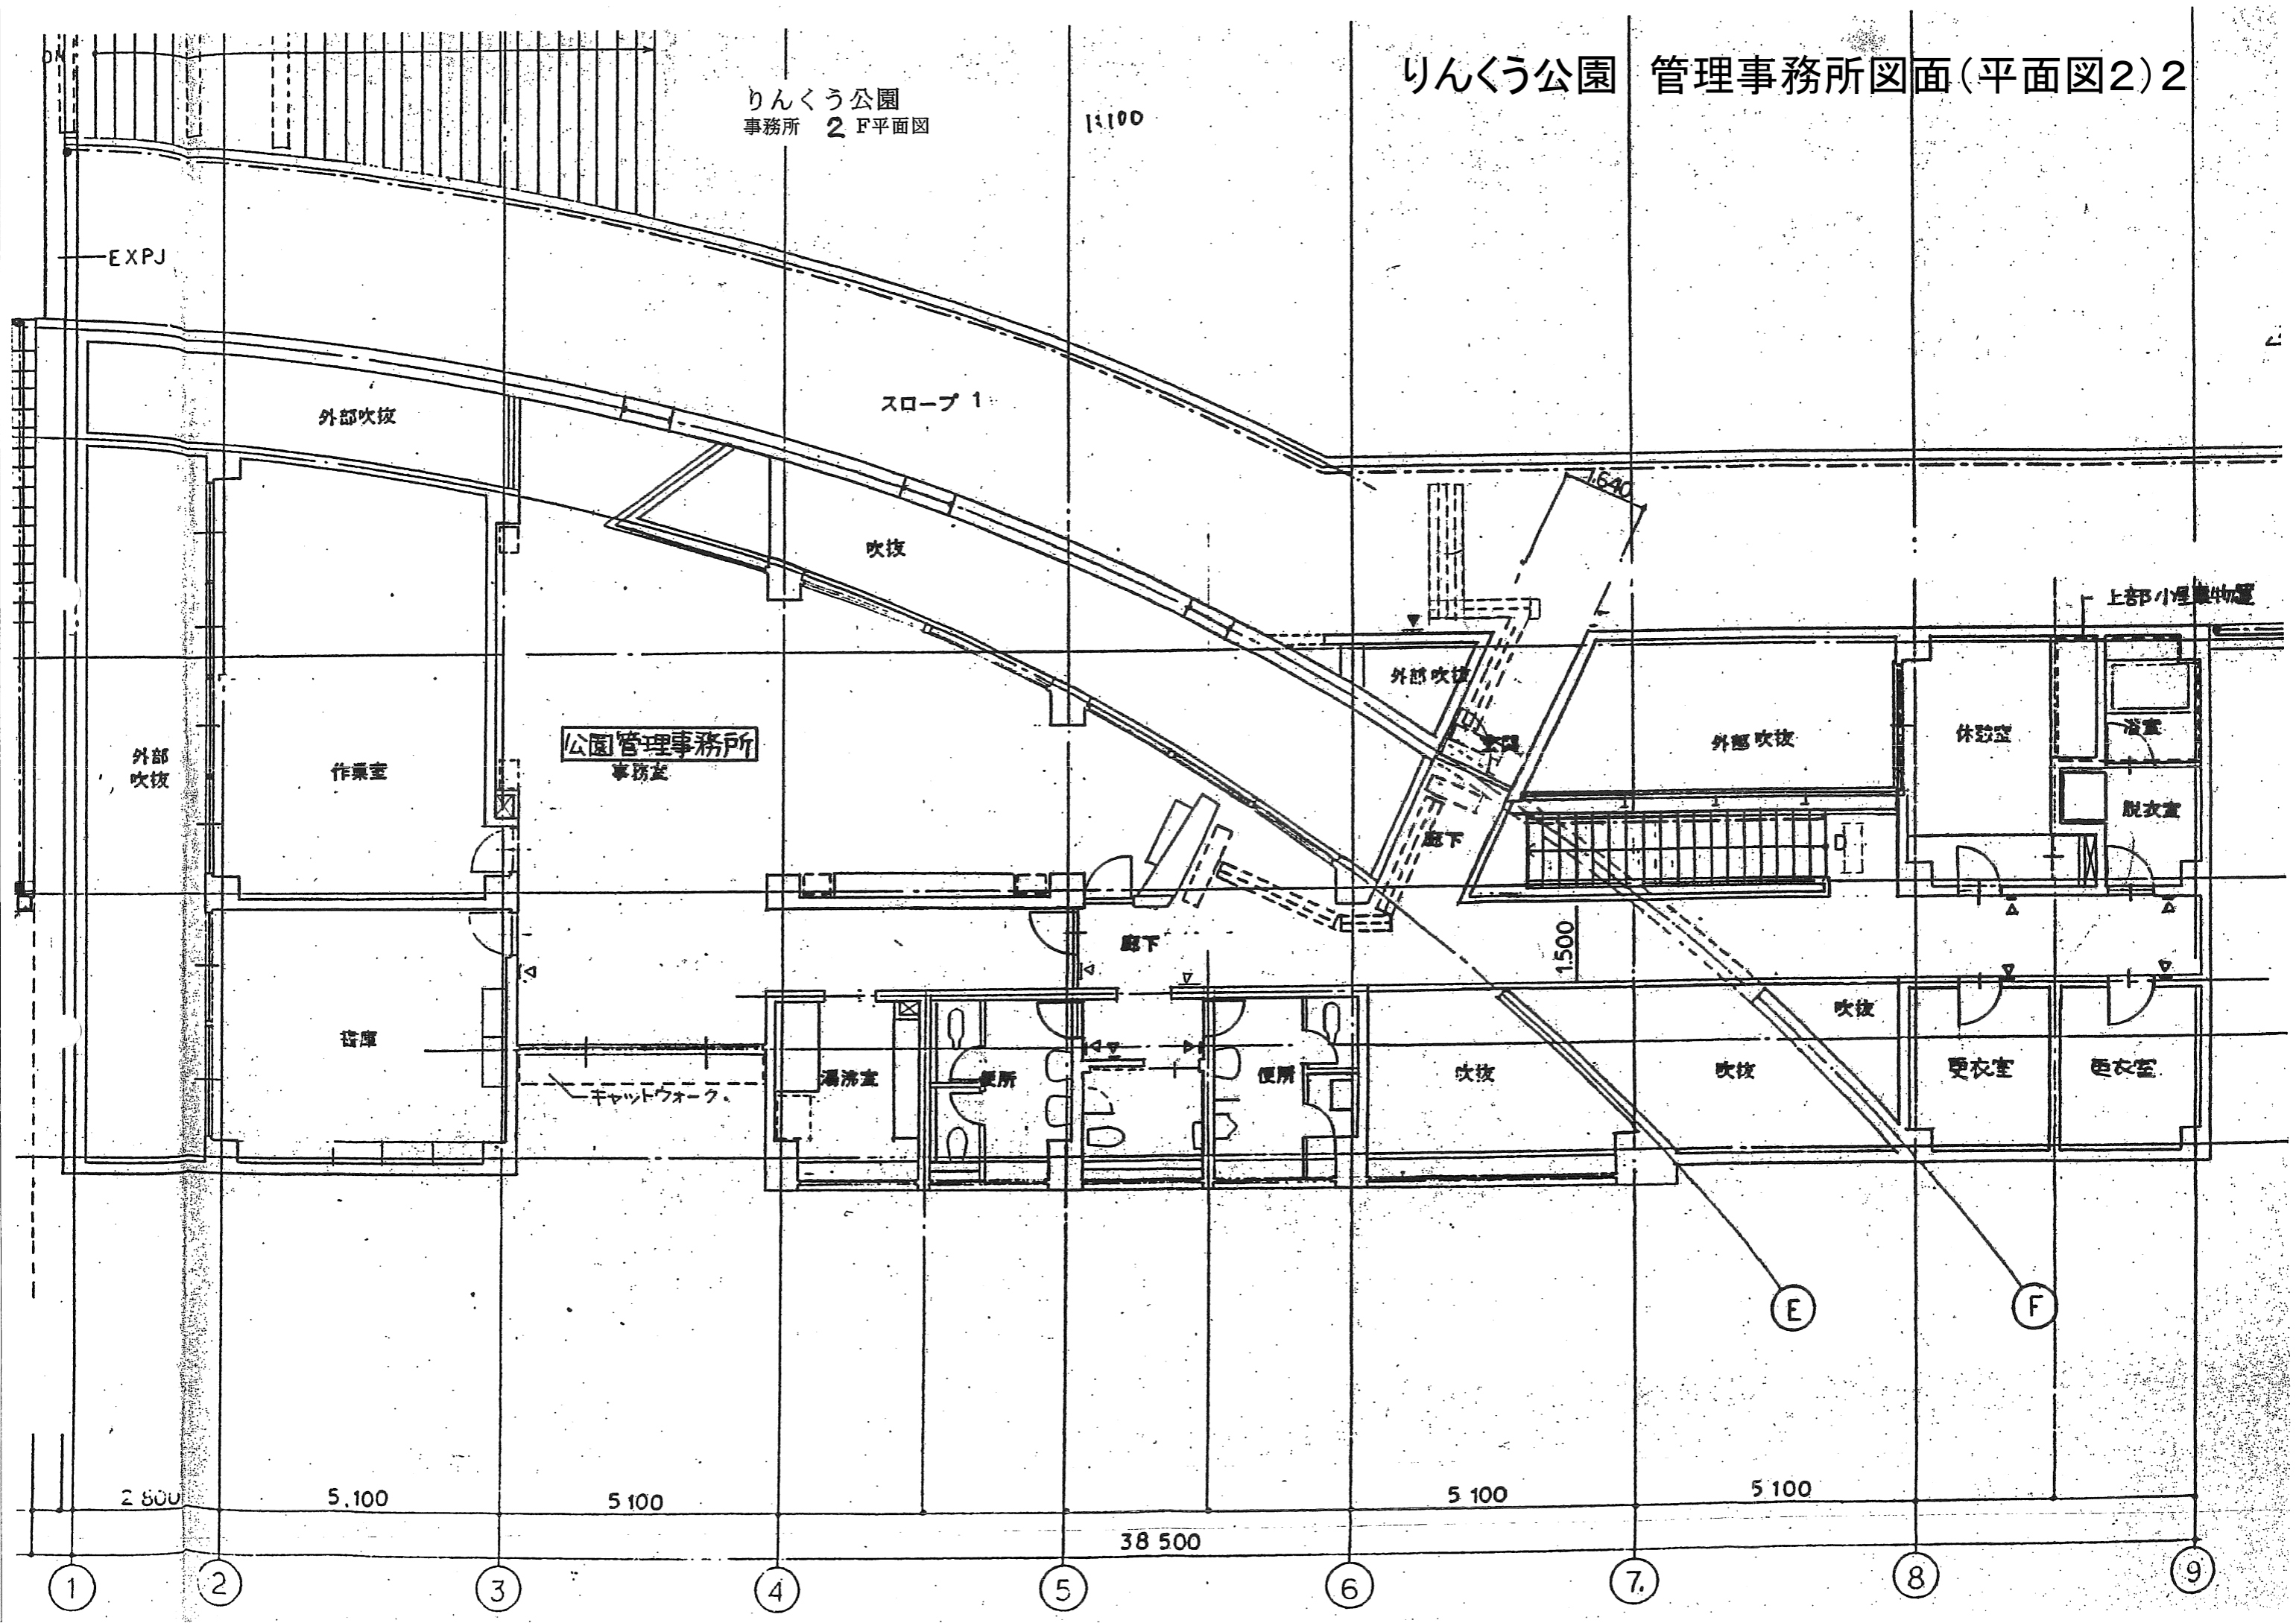 りんくう公園 管理事務所図面(平面図2)2
りんくう公園
事務所 2 F平面図
1:100
DN
EXPJ
スロープ 1
外部吹抜
1.640
吹抜
上部小屋裏物置
外部吹抜
公園管理事務所
事務室
外部
吹抜
作業室
玄関
外部吹抜
休憩室
浴室
脱衣室
廊下
D
廊下
1.500
書庫
キャットウォーク
湯沸室
便所
便所
吹抜
吹抜
吹抜
更衣室
更衣室
E
F
2 800
5,100
5 100
5 100
5 100
38 500
1
2
3
4
5
6
7
8
9